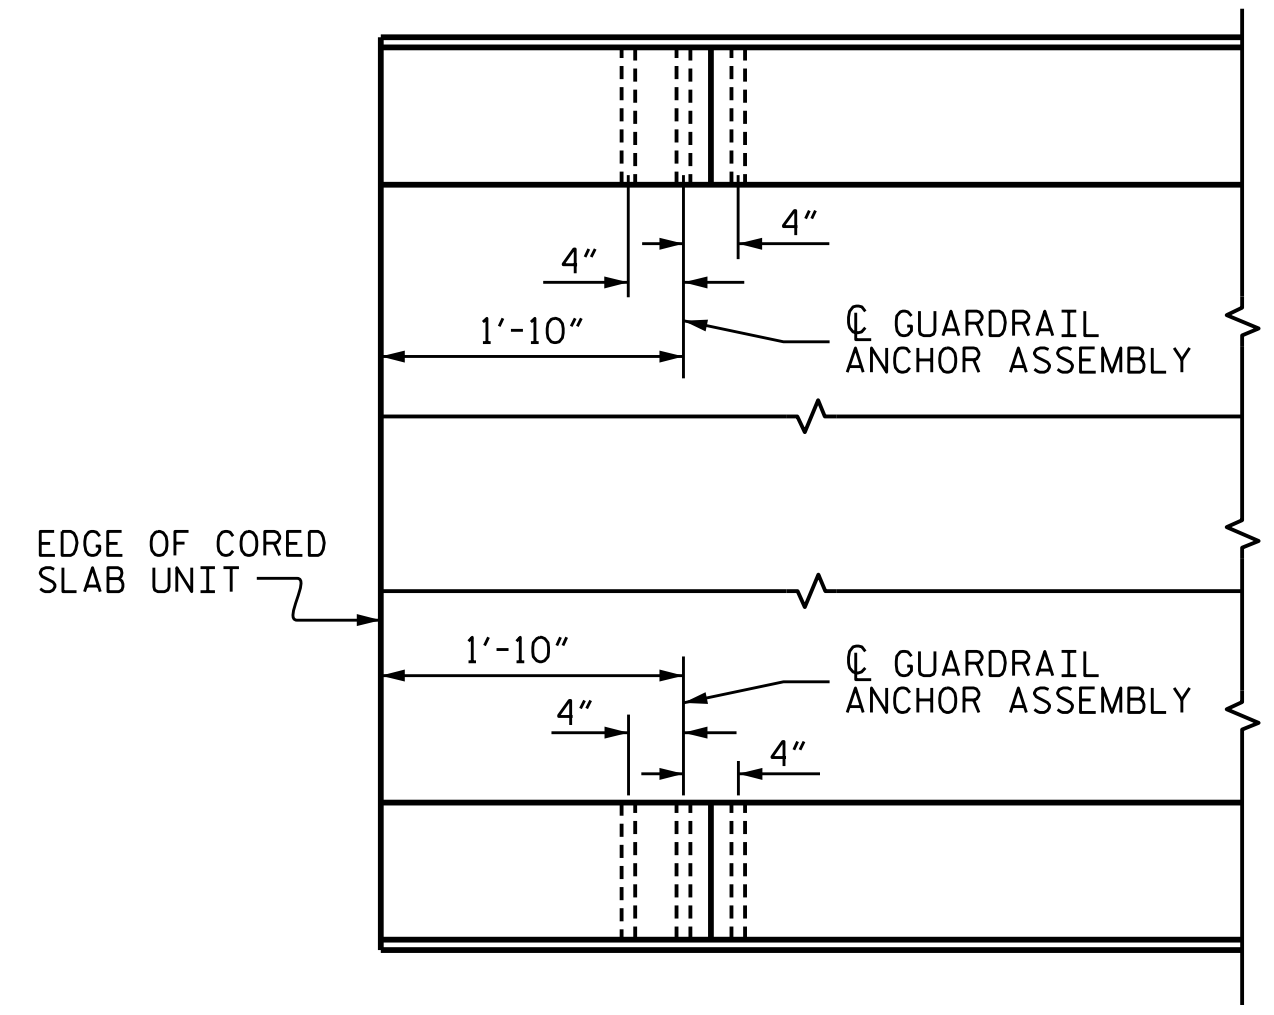 4"
4"
1'-10"
℄ GUARDRAIL
ANCHOR ASSEMBLY
EDGE OF CORED
SLAB UNIT
1'-10"
℄ GUARDRAIL
ANCHOR ASSEMBLY
4"
4"